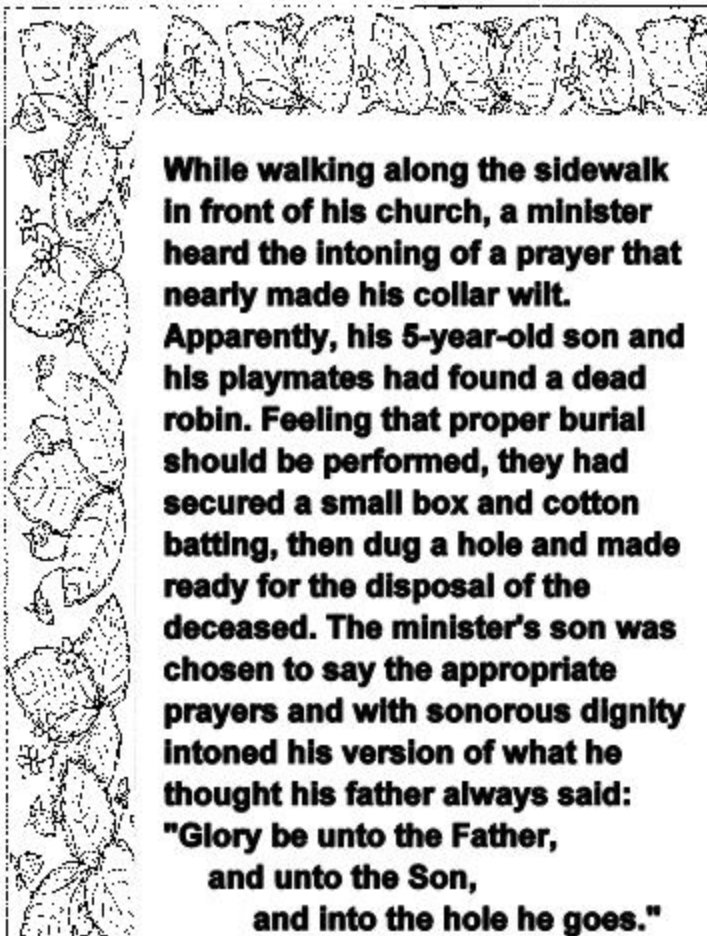 While walking along the sidewalk
in front of his church, a minister
heard the intoning of a prayer that
nearly made his collar wilt.
Apparently, his 5-year-old son and
his playmates had found a dead
robin. Feeling that proper burial
should be performed, they had
secured a small box and cotton
batting, then dug a hole and made
ready for the disposal of the
deceased. The minister's son was
chosen to say the appropriate
prayers and with sonorous dignity
intoned his version of what he
thought his father always said:
"Glory be unto the Father,
and unto the Son,
and into the hole he goes."